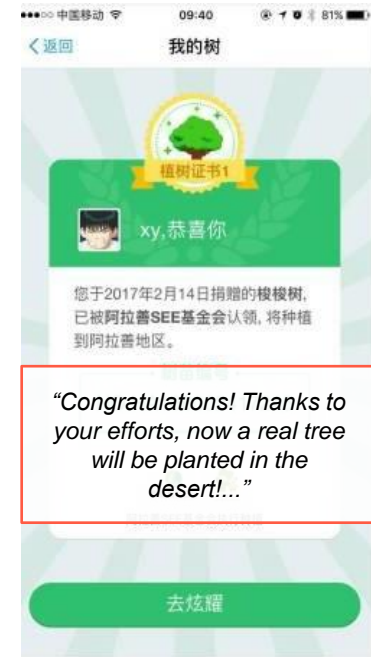 中国移动 09:40 81%
返回 我的树
植树证书1
xy,恭喜你
您于2017年2月14日捐赠的梭梭树,
已被阿拉善SEE基金会认领, 将种植
到阿拉善地区。
“Congratulations! Thanks to
your efforts, now a real tree
will be planted in the
desert!...”
去炫耀